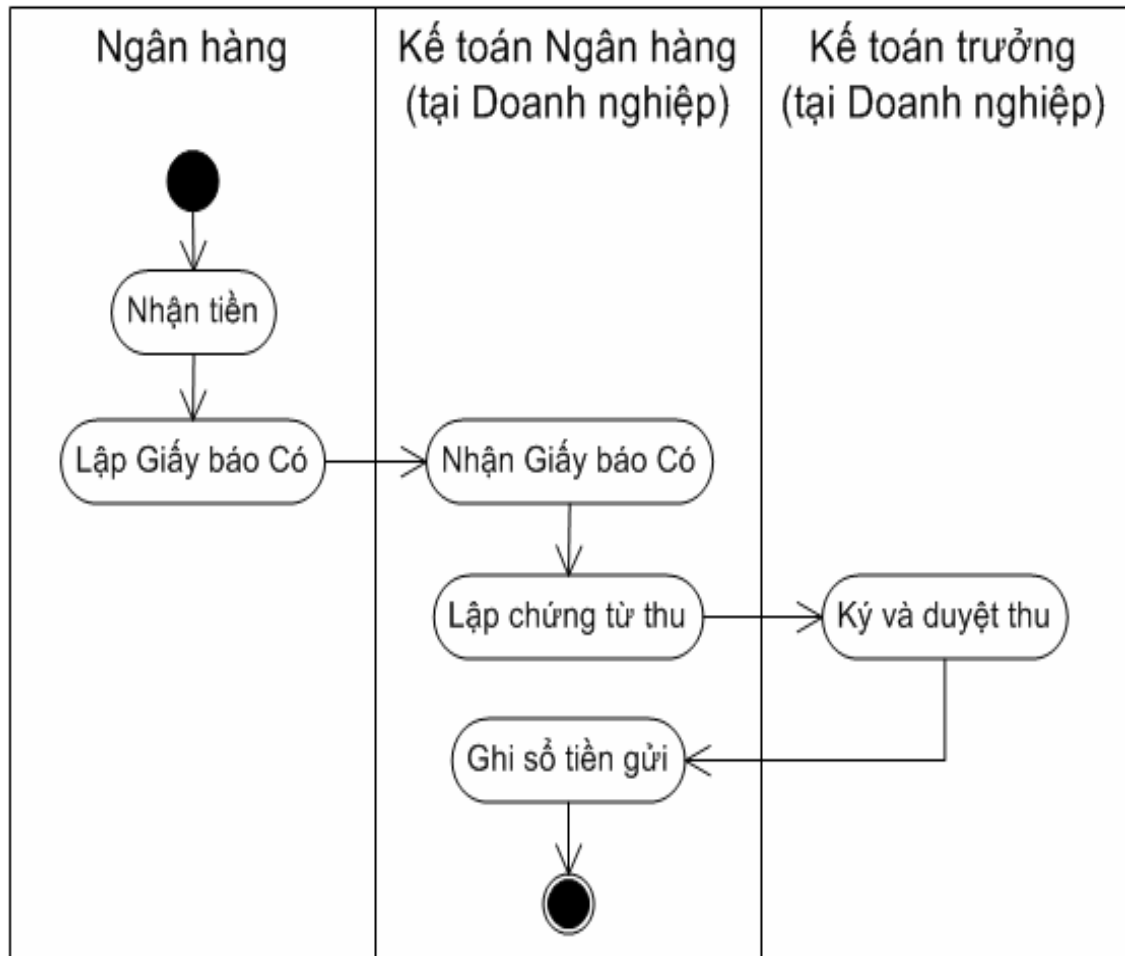 Ngân hàng
Kế toán Ngân hàng
(tại Doanh nghiệp)
Kế toán trưởng
(tại Doanh nghiệp)
Nhận tiền
Lập Giấy báo Có
Nhận Giấy báo Có
Lập chứng từ thu
Ký và duyệt thu
Ghi sổ tiền gửi